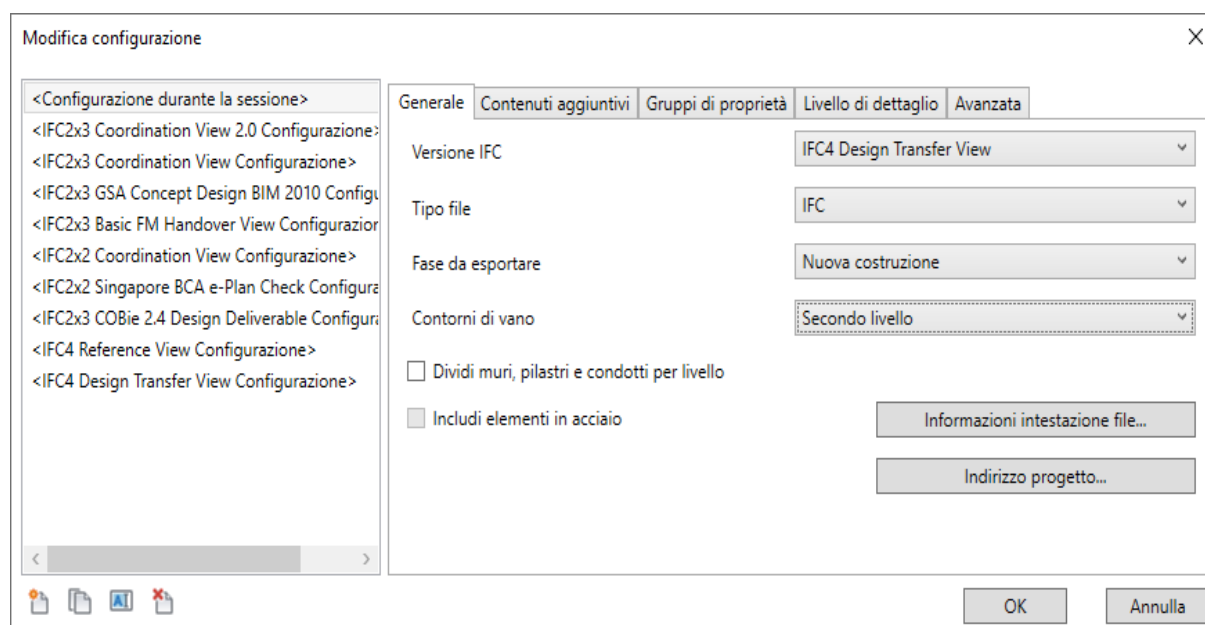 Modifica configurazione
<Configurazione durante la sessione>
<IFC2x3 Coordination View 2.0 Configurazione>
<IFC2x3 Coordination View Configurazione>
<IFC2x3 GSA Concept Design BIM 2010 Configu
<IFC2x3 Basic FM Handover View Configurazion
<IFC2x2 Coordination View Configurazione>
<IFC2x2 Singapore BCA e-Plan Check Configura
<IFC2x3 COBie 2.4 Design Deliverable Configura
<IFC4 Reference View Configurazione>
<IFC4 Design Transfer View Configurazione>
Generale Contenuti aggiuntivi Gruppi di proprietà Livello di dettaglio Avanzata
Versione IFC IFC4 Design Transfer View
Tipo file IFC
Fase da esportare Nuova costruzione
Contorni di vano Secondo livello
Dividi muri, pilastri e condotti per livello
Includi elementi in acciaio
Informazioni intestazione file...
Indirizzo progetto...
OK Annulla